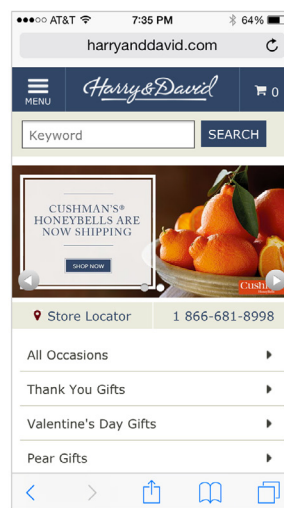 AT&T 7:35 PM 64%
harryanddavid.com
MENU
Harry&David
0
Keyword
SEARCH
CUSHMAN'S®
HONEYBELLS ARE
NOW SHIPPING
SHOP NOW
Store Locator
1 866-681-8998
All Occasions
Thank You Gifts
Valentine's Day Gifts
Pear Gifts